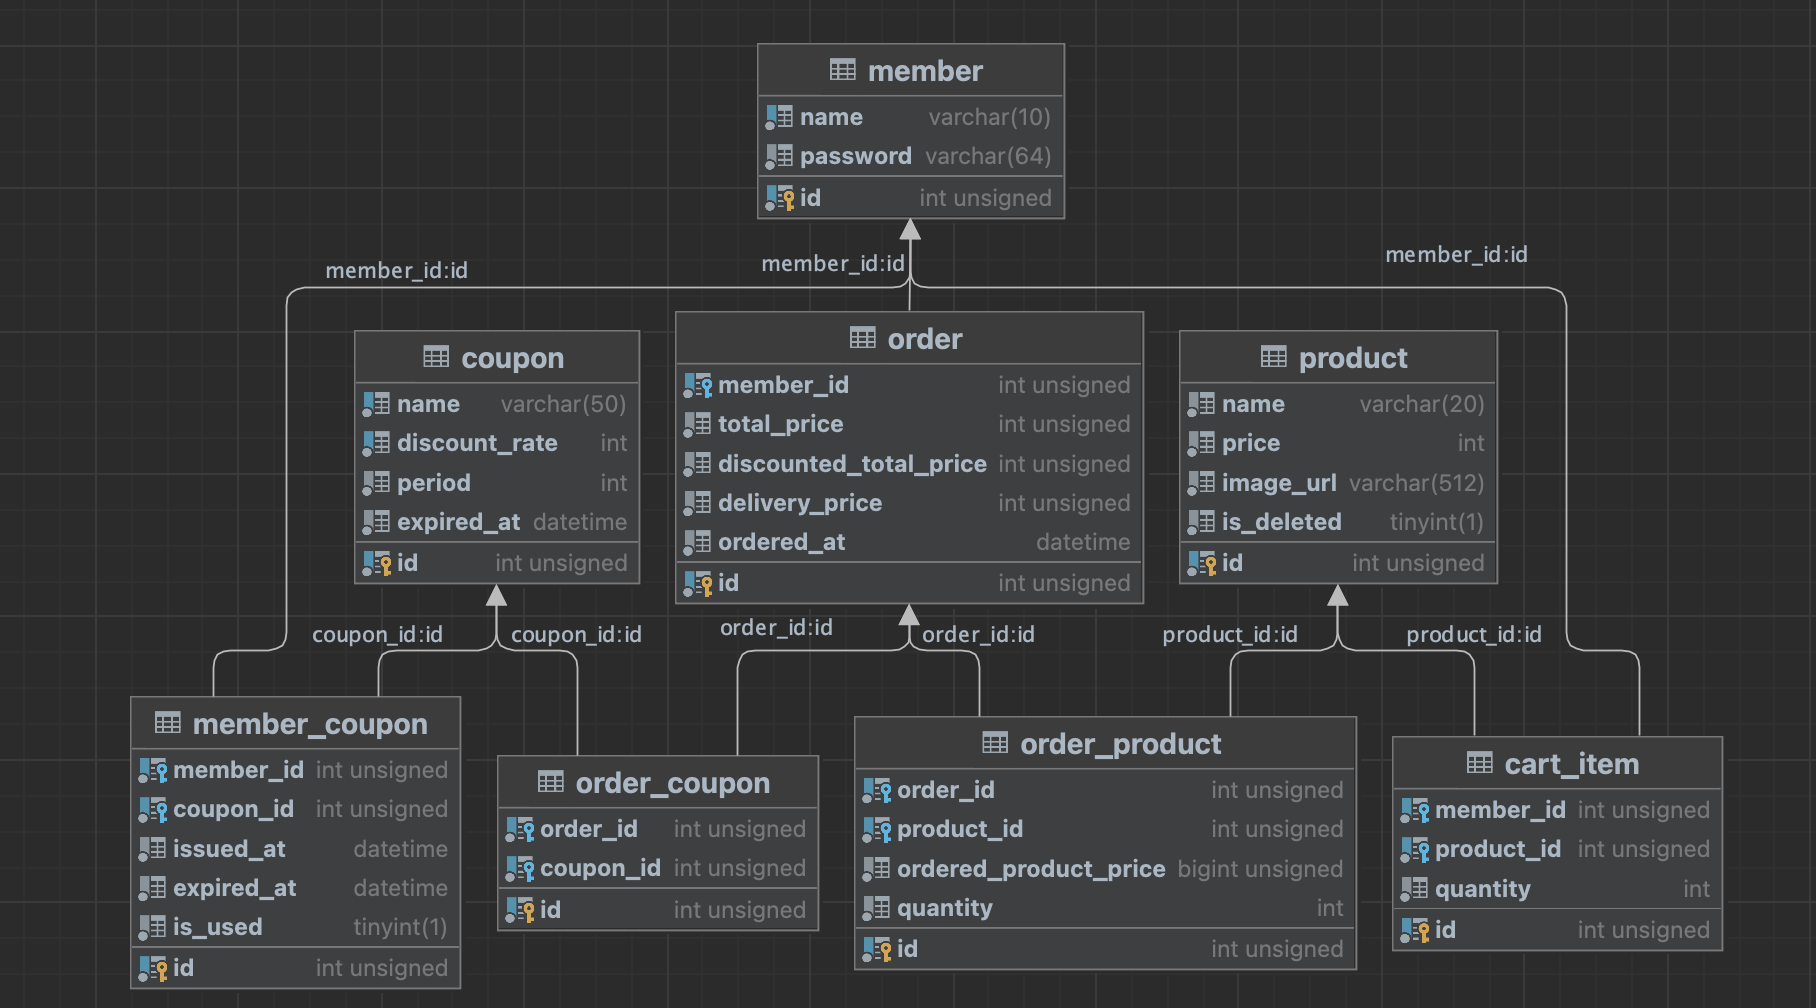 member
name varchar(10)
password varchar(64)
id int unsigned
member_id:id
member_id:id
member_id:id
coupon
name varchar(50)
discount_rate int
period int
expired_at datetime
id int unsigned
order
member_id int unsigned
total_price int unsigned
discounted_total_price int unsigned
delivery_price int unsigned
ordered_at datetime
id int unsigned
product
name varchar(20)
price int
image_url varchar(512)
is_deleted tinyint(1)
id int unsigned
coupon_id:id
coupon_id:id
order_id:id
order_id:id
product_id:id
product_id:id
member_coupon
member_id int unsigned
coupon_id int unsigned
issued_at datetime
expired_at datetime
is_used tinyint(1)
id int unsigned
order_coupon
order_id int unsigned
coupon_id int unsigned
id int unsigned
order_product
order_id int unsigned
product_id int unsigned
ordered_product_price bigint unsigned
quantity int
id int unsigned
cart_item
member_id int unsigned
product_id int unsigned
quantity int
id int unsigned